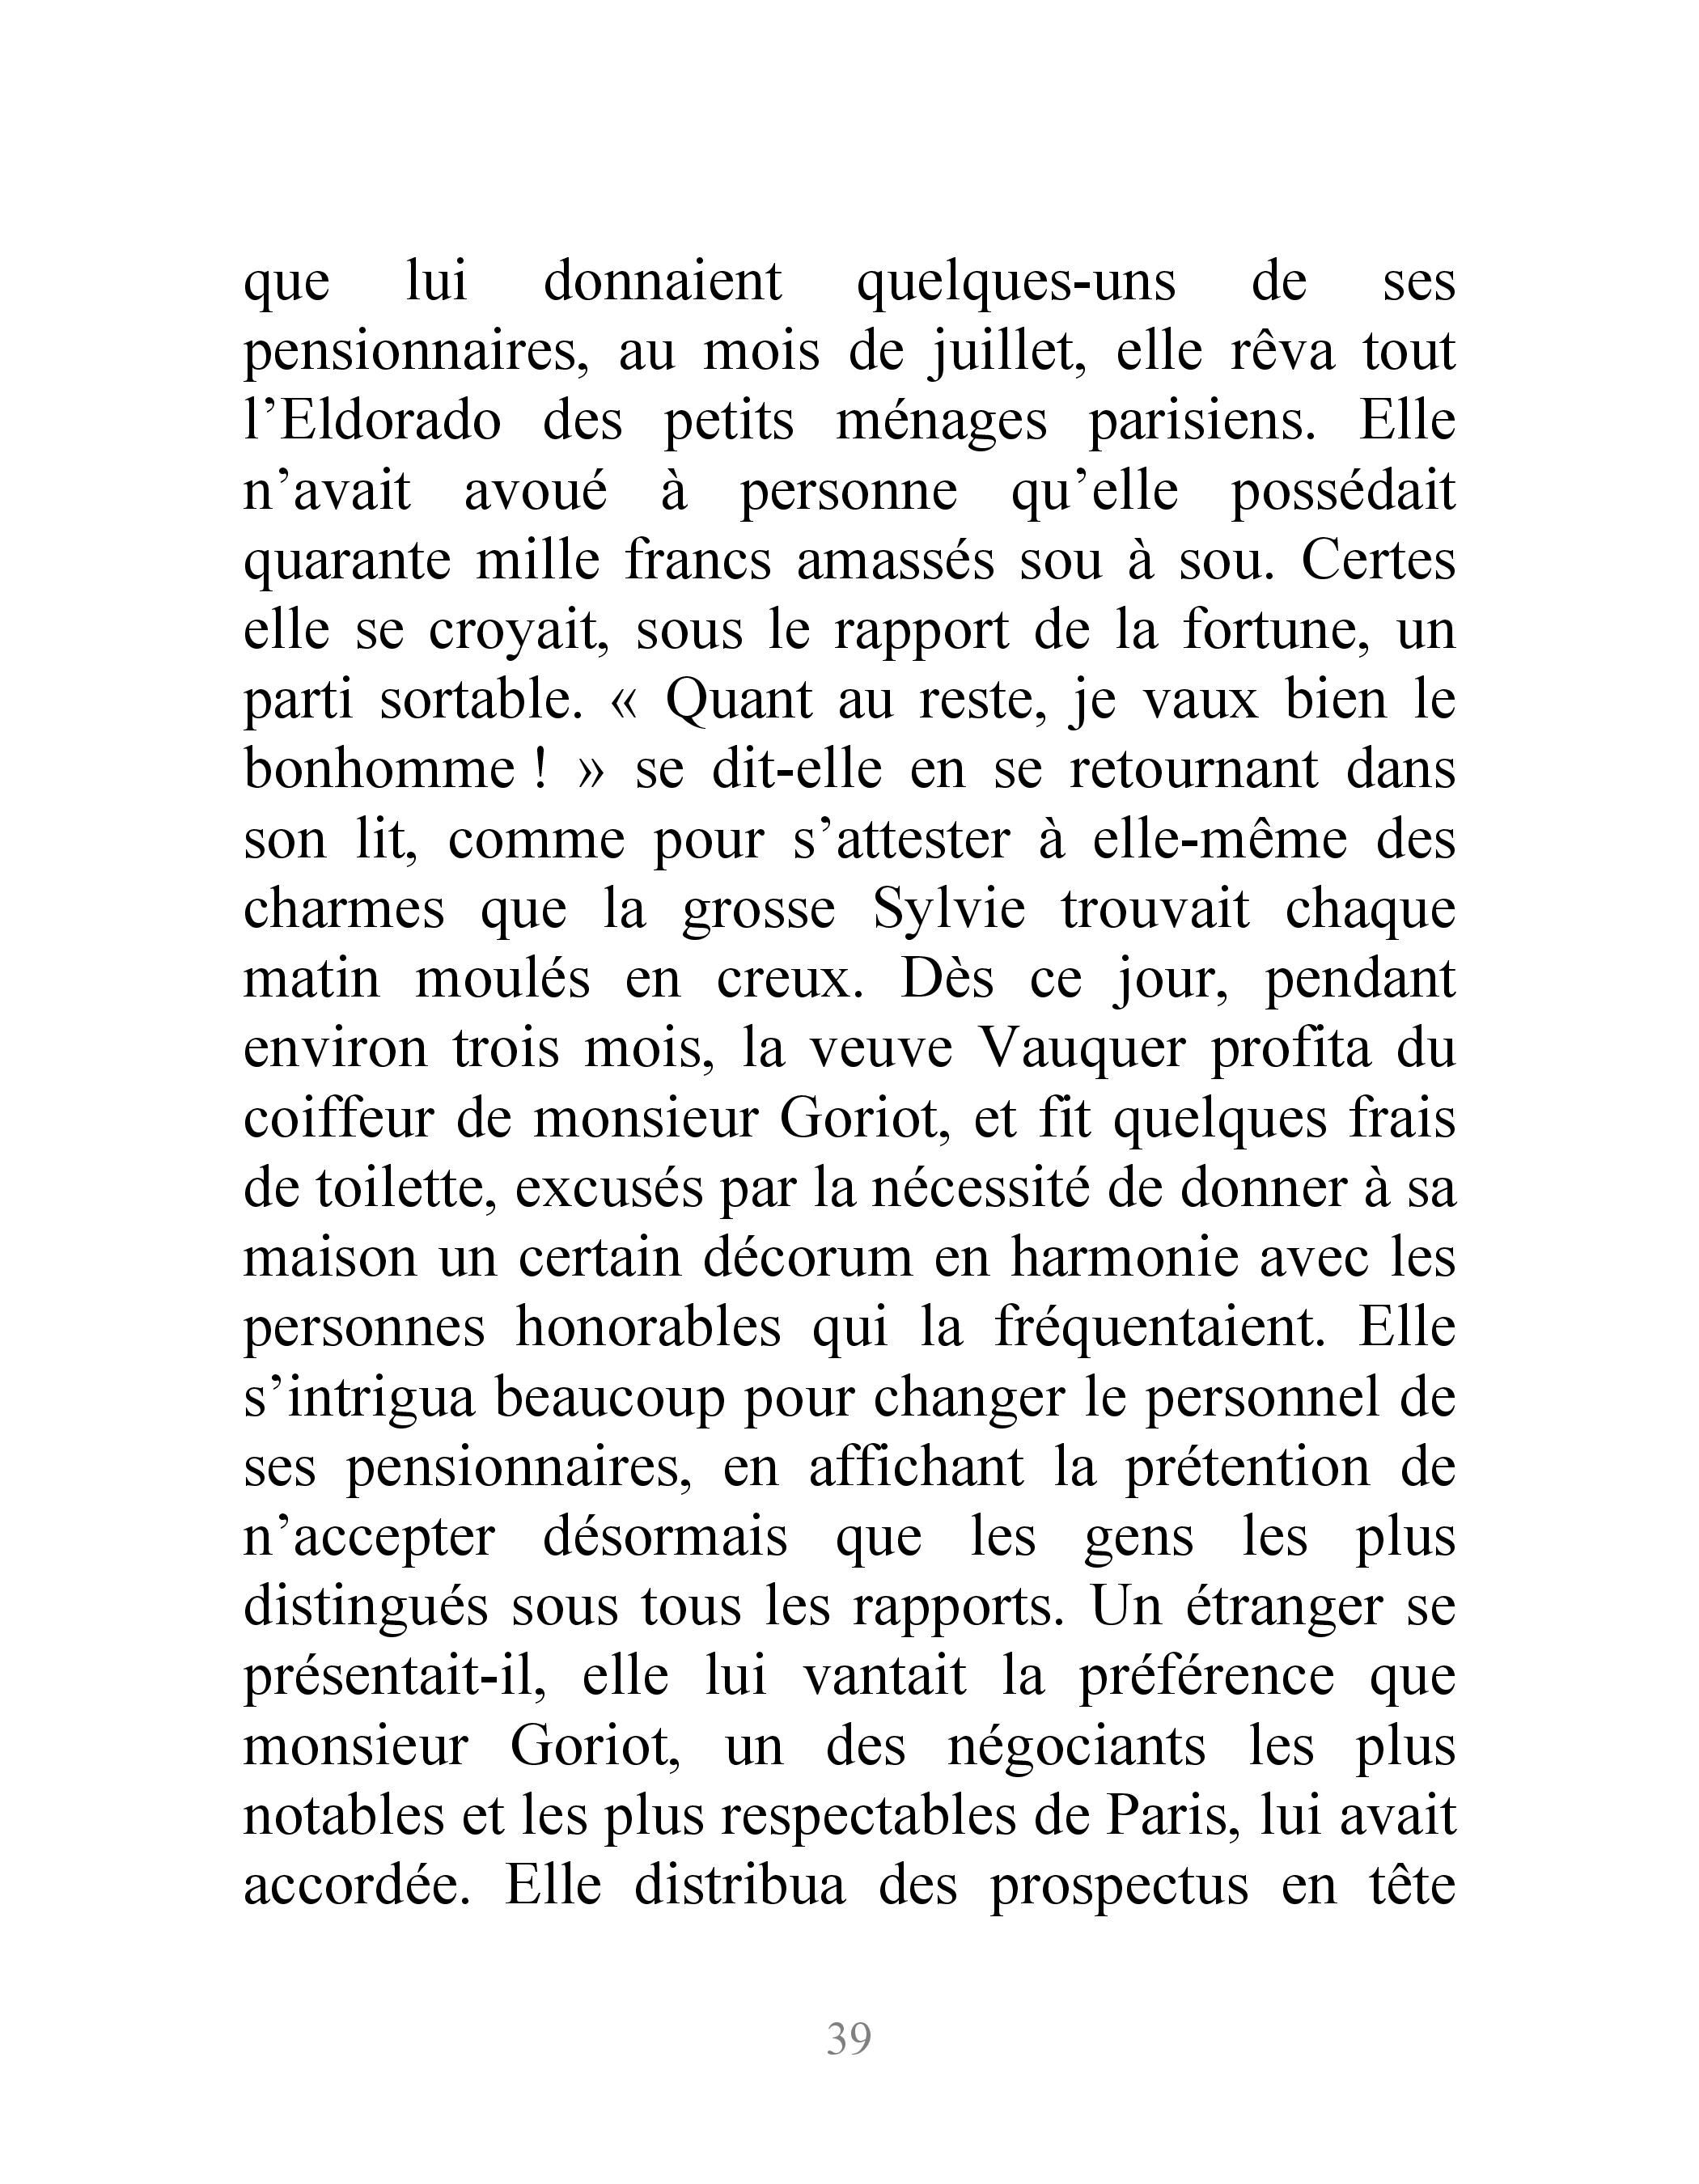 que lui donnaient quelques-uns de ses
pensionnaires, au mois de juillet, elle rêva tout
l’Eldorado des petits ménages parisiens. Elle
n’avait avoué à personne qu’elle possédait
quarante mille francs amassés sou à sou. Certes
elle se croyait, sous le rapport de la fortune, un
parti sortable. « Quant au reste, je vaux bien le
bonhomme ! » se dit-elle en se retournant dans
son lit, comme pour s’attester à elle-même des
charmes que la grosse Sylvie trouvait chaque
matin moulés en creux. Dès ce jour, pendant
environ trois mois, la veuve Vauquer profita du
coiffeur de monsieur Goriot, et fit quelques frais
de toilette, excusés par la nécessité de donner à sa
maison un certain décorum en harmonie avec les
personnes honorables qui la fréquentaient. Elle
s’intrigua beaucoup pour changer le personnel de
ses pensionnaires, en affichant la prétention de
n’accepter désormais que les gens les plus
distingués sous tous les rapports. Un étranger se
présentait-il, elle lui vantait la préférence que
monsieur Goriot, un des négociants les plus
notables et les plus respectables de Paris, lui avait
accordée. Elle distribua des prospectus en tête
39